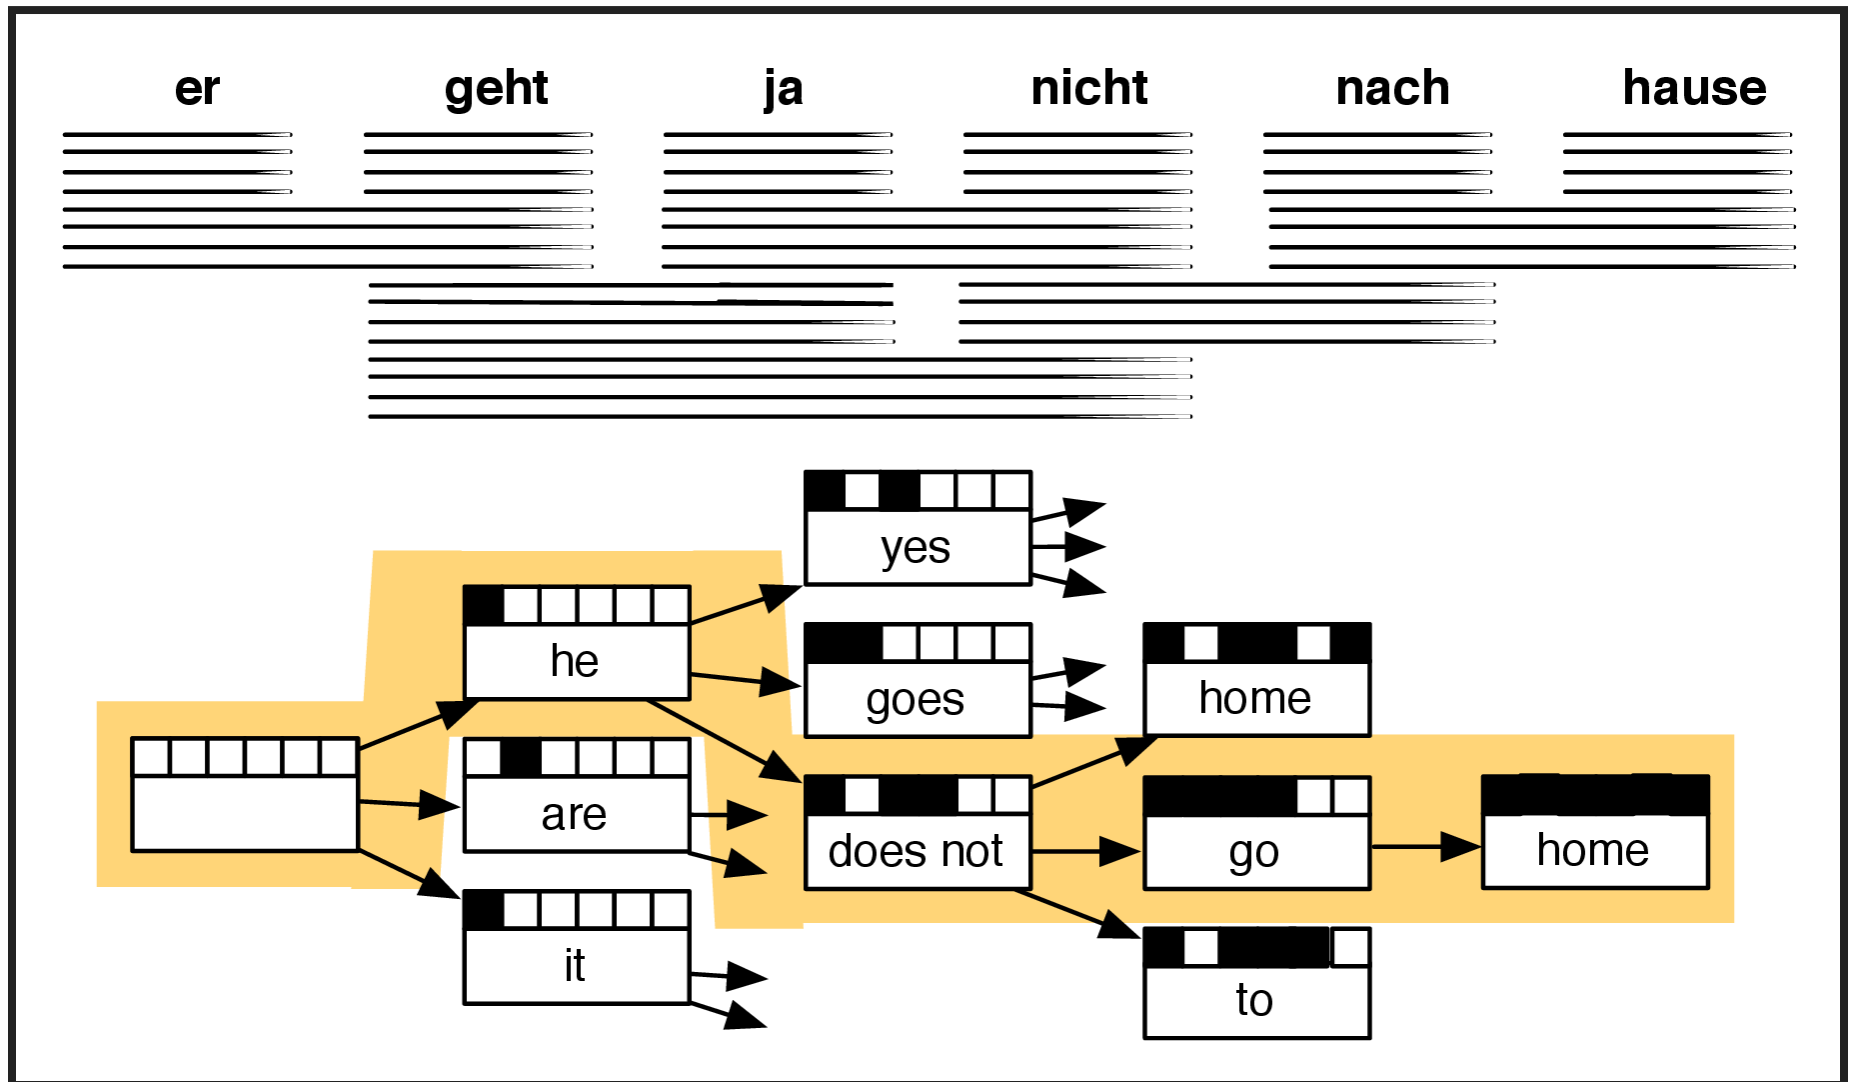 er geht ja nicht nach hause
yes
he
goes
home
are
does not
go
home
it
to